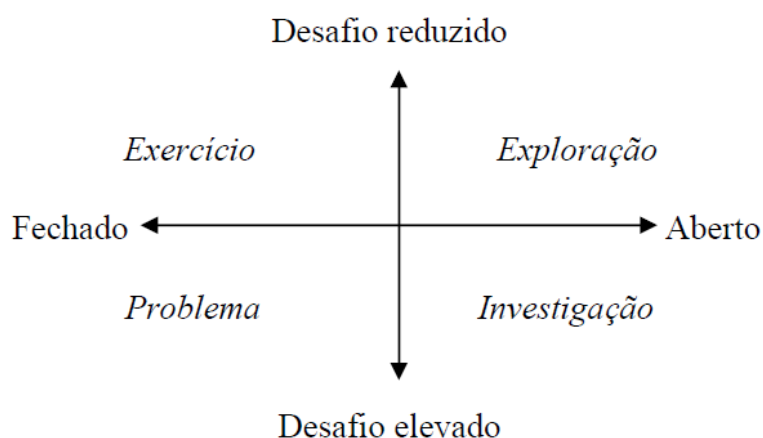 Desafio reduzido
Exercício
Exploração
Fechado
Aberto
Problema
Investigação
Desafio elevado